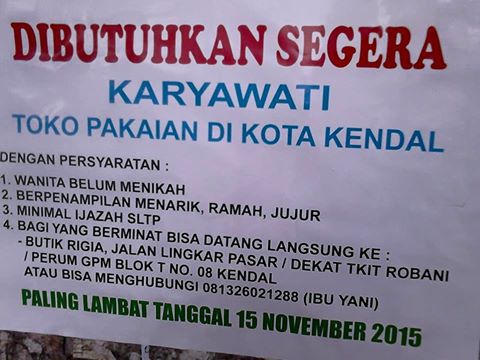 DIBUTUHKAN SEGERA
KARYAWATI
TOKO PAKAIAN DI KOTA KENDAL
DENGAN PERSYARATAN :
1. WANITA BELUM MENIKAH
2. BERPENAMPILAN MENARIK, RAMAH, JUJUR
3. MINIMAL IJAZAH SLTP
4. BAGI YANG BERMINAT BISA DATANG LANGSUNG KE :
- BUTIK RIGIA, JALAN LINGKAR PASAR / DEKAT TKIT ROBANI
/ PERUM GPM BLOK T NO. 08 KENDAL
ATAU BISA MENGHUBUNGI 081326021288 (IBU YANI)
PALING LAMBAT TANGGAL 15 NOVEMBER 2015